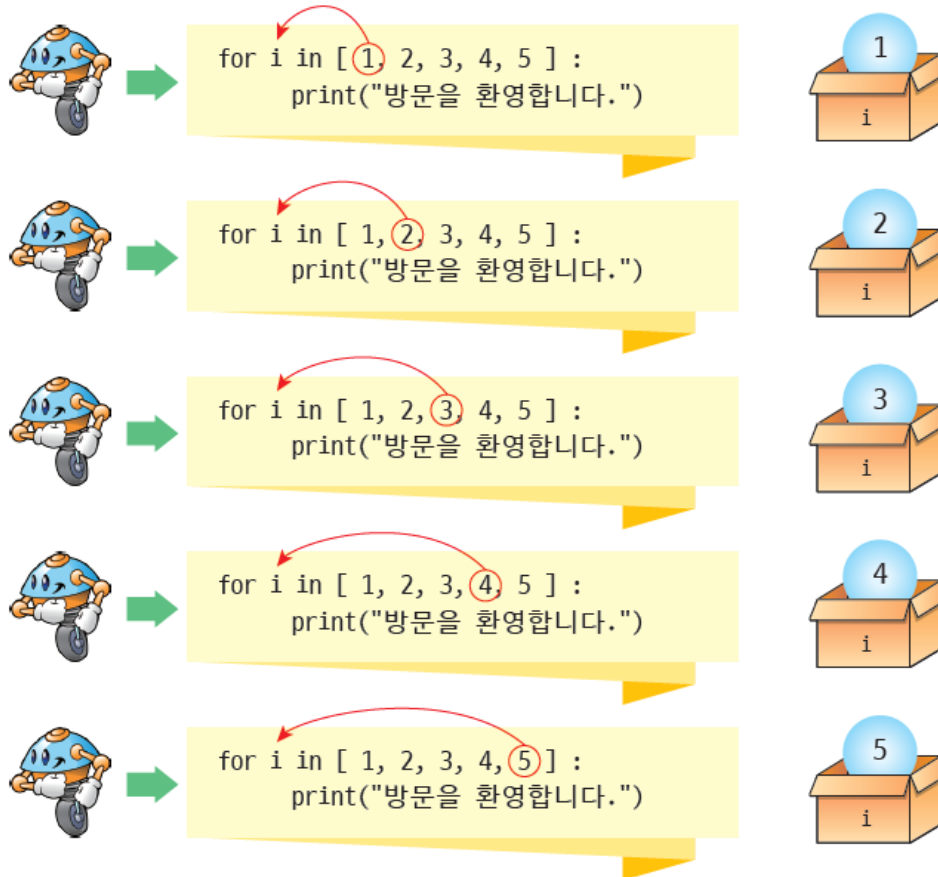 for i in [ 1, 2, 3, 4, 5 ] :
print("방문을 환영합니다.")
1
i
for i in [ 1, 2, 3, 4, 5 ] :
print("방문을 환영합니다.")
2
i
for i in [ 1, 2, 3, 4, 5 ] :
print("방문을 환영합니다.")
3
i
for i in [ 1, 2, 3, 4, 5 ] :
print("방문을 환영합니다.")
4
i
for i in [ 1, 2, 3, 4, 5 ] :
print("방문을 환영합니다.")
5
i